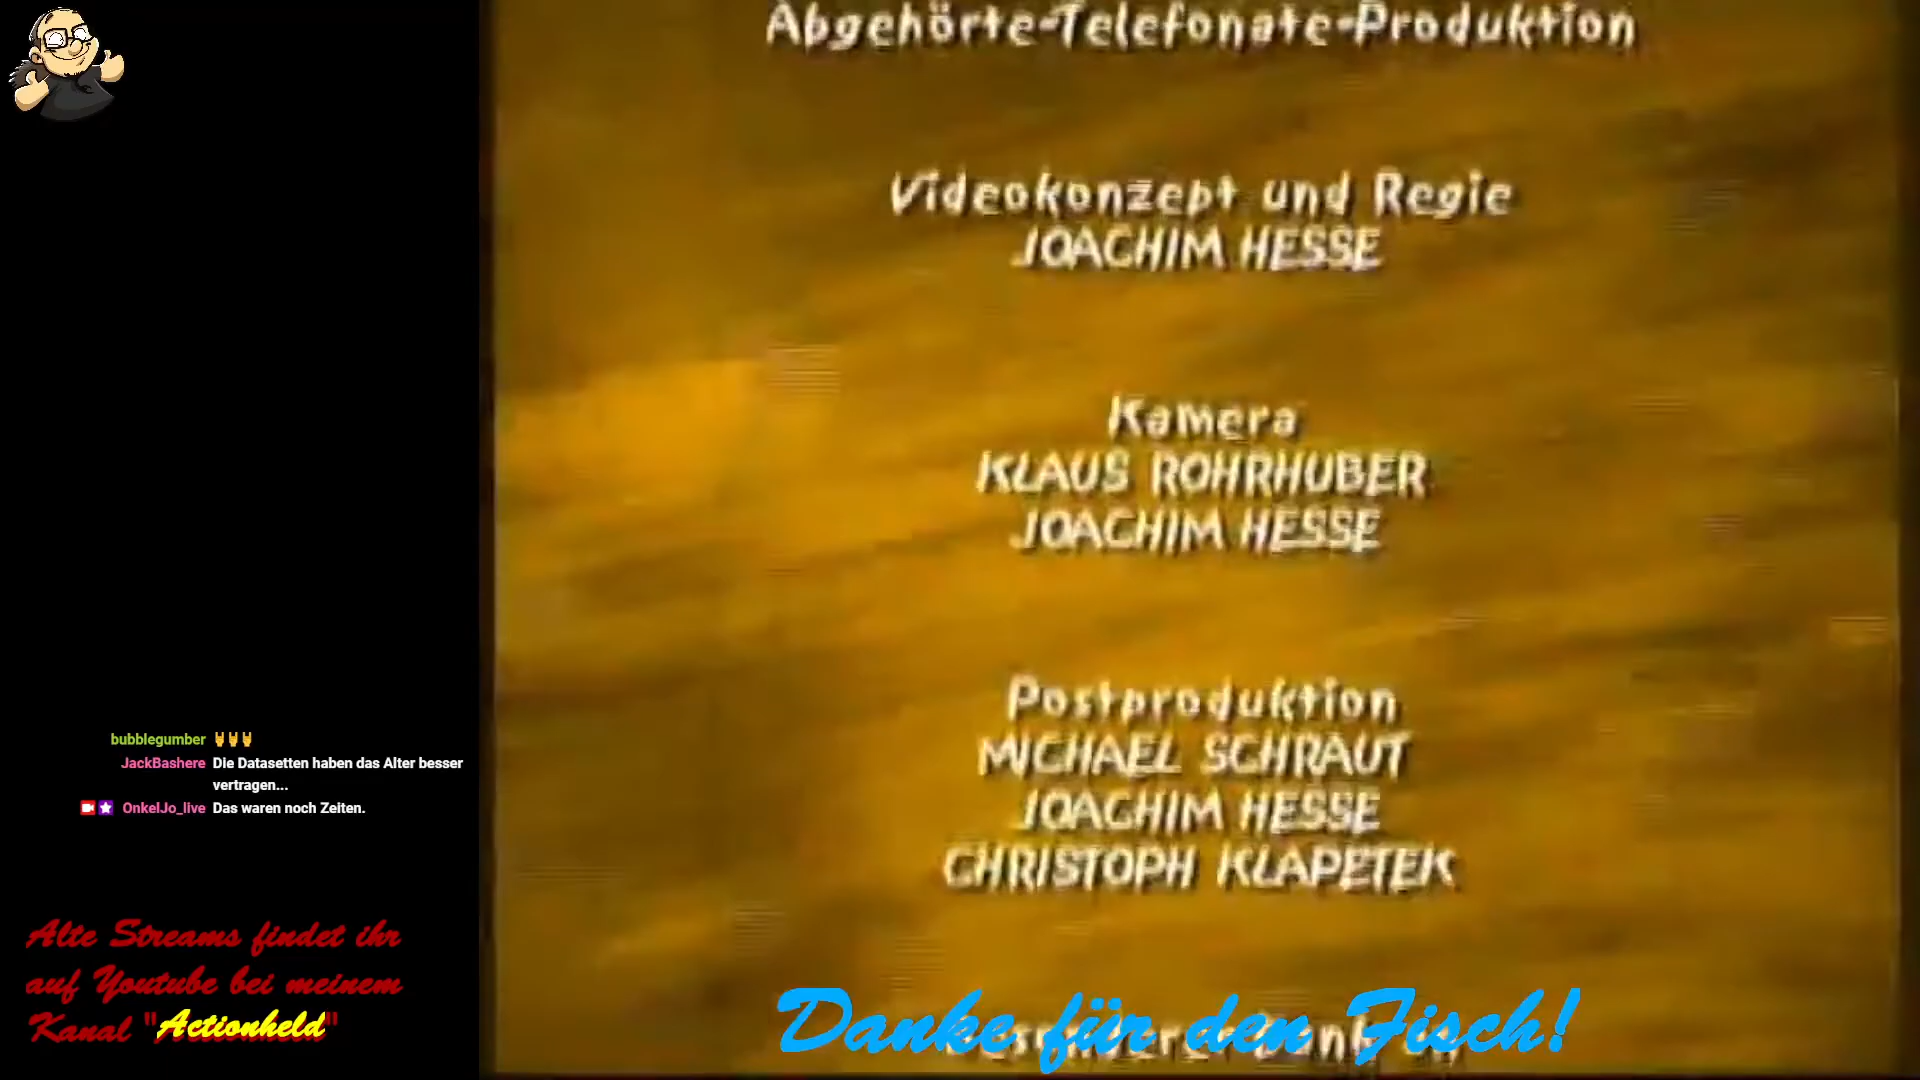 Abgehörte-Telefonate-Produktion
Videokonzept und Regie
JOACHIM HESSE
Kamera
KLAUS ROHRHUBER
JOACHIM HESSE
Postproduktion
MICHAEL SCHRAUT
JOACHIM HESSE
CHRISTOPH KLAPETEK
Danke für den Fisch!
bubblegumber
JackBashere Die Datasetten haben das Alter besser
vertragen...
OnkelJo_live Das waren noch Zeiten.
Alte Streams findet ihr
auf Youtube bei meinem
Kanal "Actionheld"